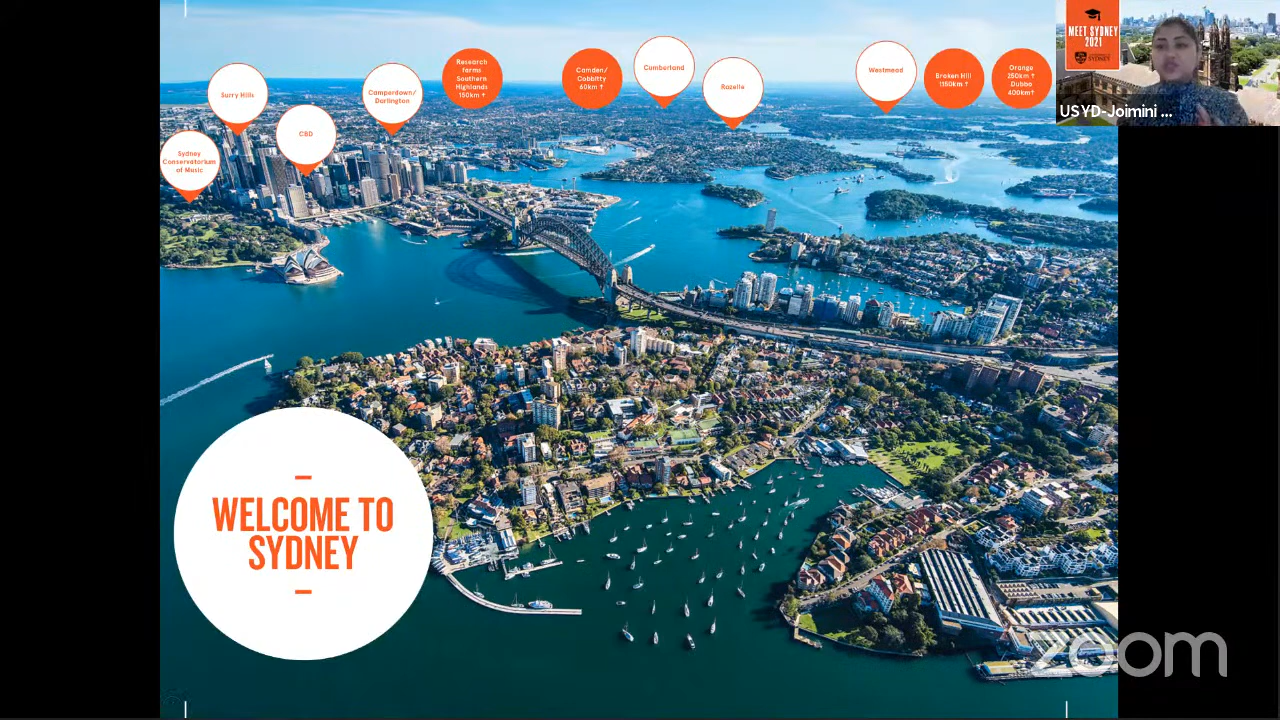 Surry Hills
Sydney
Conservatorium
of Music
CBD
Camperdown/
Darlington
Research
farms
Southern
Highlands
150km ↑
Camden/
Cobbitty
60km ↑
Cumberland
Rozelle
Westmead
Broken Hill
1150km ↑
Orange
250km ↑
Dubbo
400km↑
MEET SYDNEY
2021
SYDNEY
USYD-Joimini ...
WELCOME TO
SYDNEY
zoom